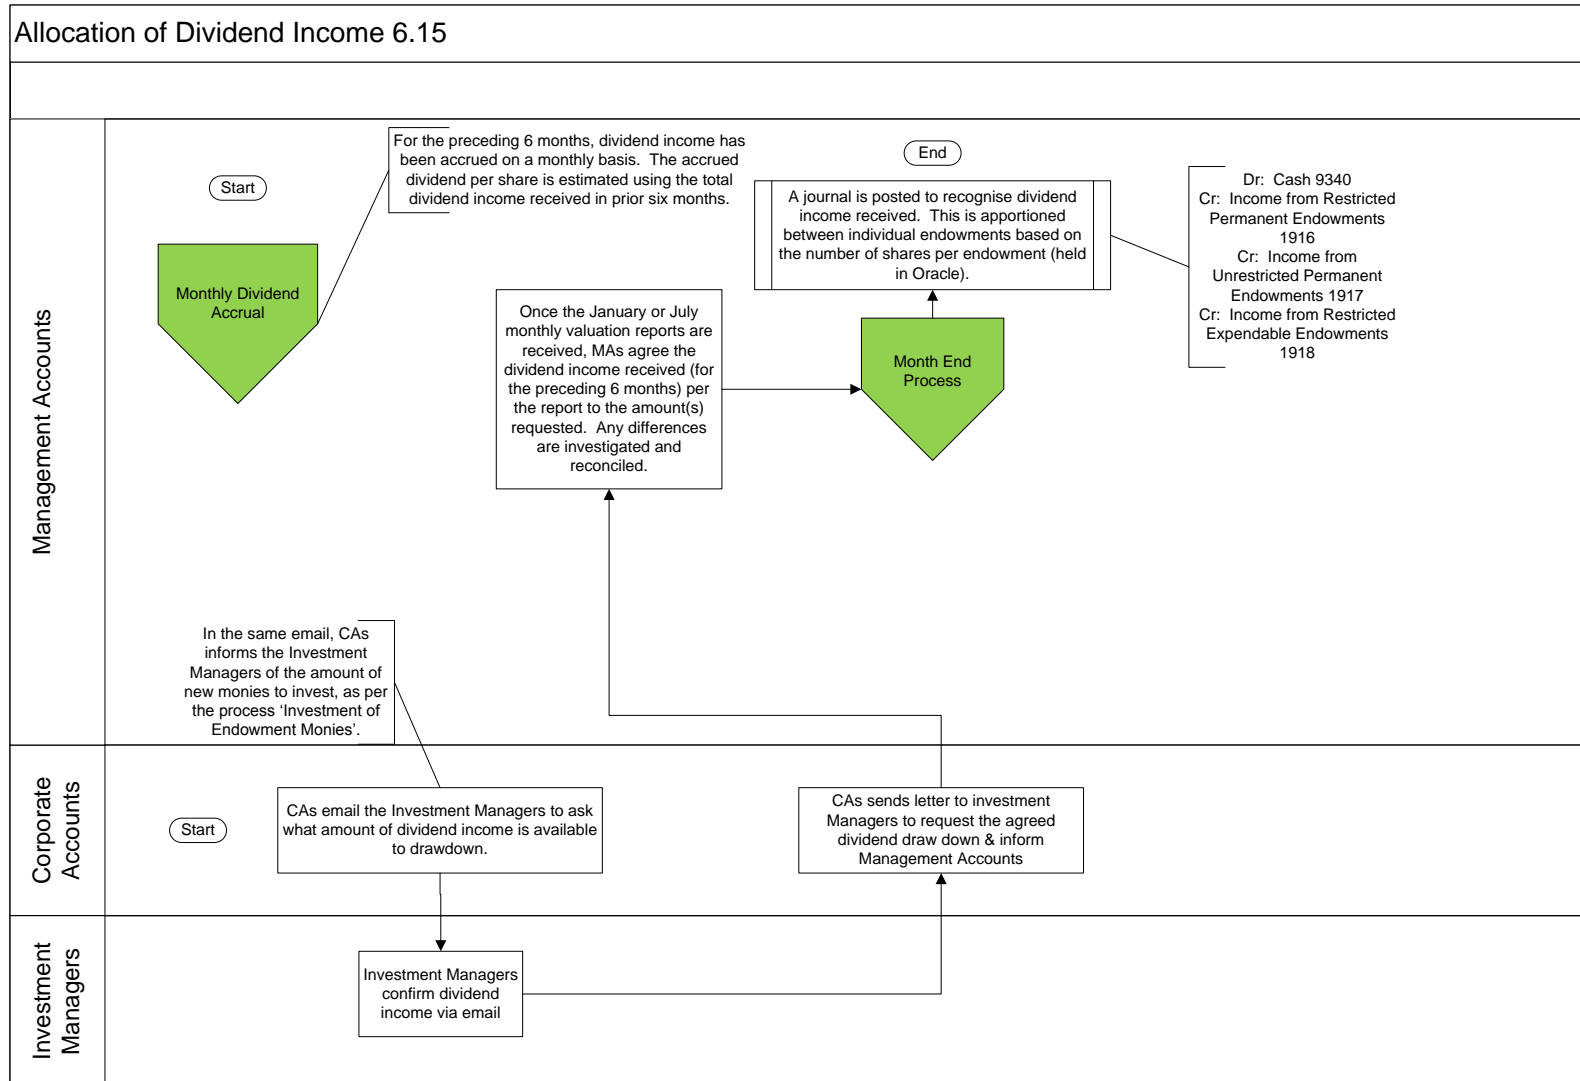 Allocation of Dividend Income 6.15
Management Accounts
Start
Monthly Dividend
Accrual
For the preceding 6 months, dividend income has
been accrued on a monthly basis. The accrued
dividend per share is estimated using the total
dividend income received in prior six months.
End
A journal is posted to recognise dividend
income received. This is apportioned
between individual endowments based on
the number of shares per endowment (held
in Oracle).
Dr: Cash 9340
Cr: Income from Restricted
Permanent Endowments
1916
Cr: Income from
Unrestricted Permanent
Endowments 1917
Cr: Income from Restricted
Expendable Endowments
1918
Once the January or July
monthly valuation reports are
received, MAs agree the
dividend income received (for
the preceding 6 months) per
the report to the amount(s)
requested. Any differences
are investigated and
reconciled.
Month End
Process
In the same email, CAs
informs the Investment
Managers of the amount of
new monies to invest, as per
the process ‘Investment of
Endowment Monies’.
Corporate
Accounts
Start
CAs email the Investment Managers to ask
what amount of dividend income is available
to drawdown.
CAs sends letter to investment
Managers to request the agreed
dividend draw down & inform
Management Accounts
Investment
Managers
Investment Managers
confirm dividend
income via email